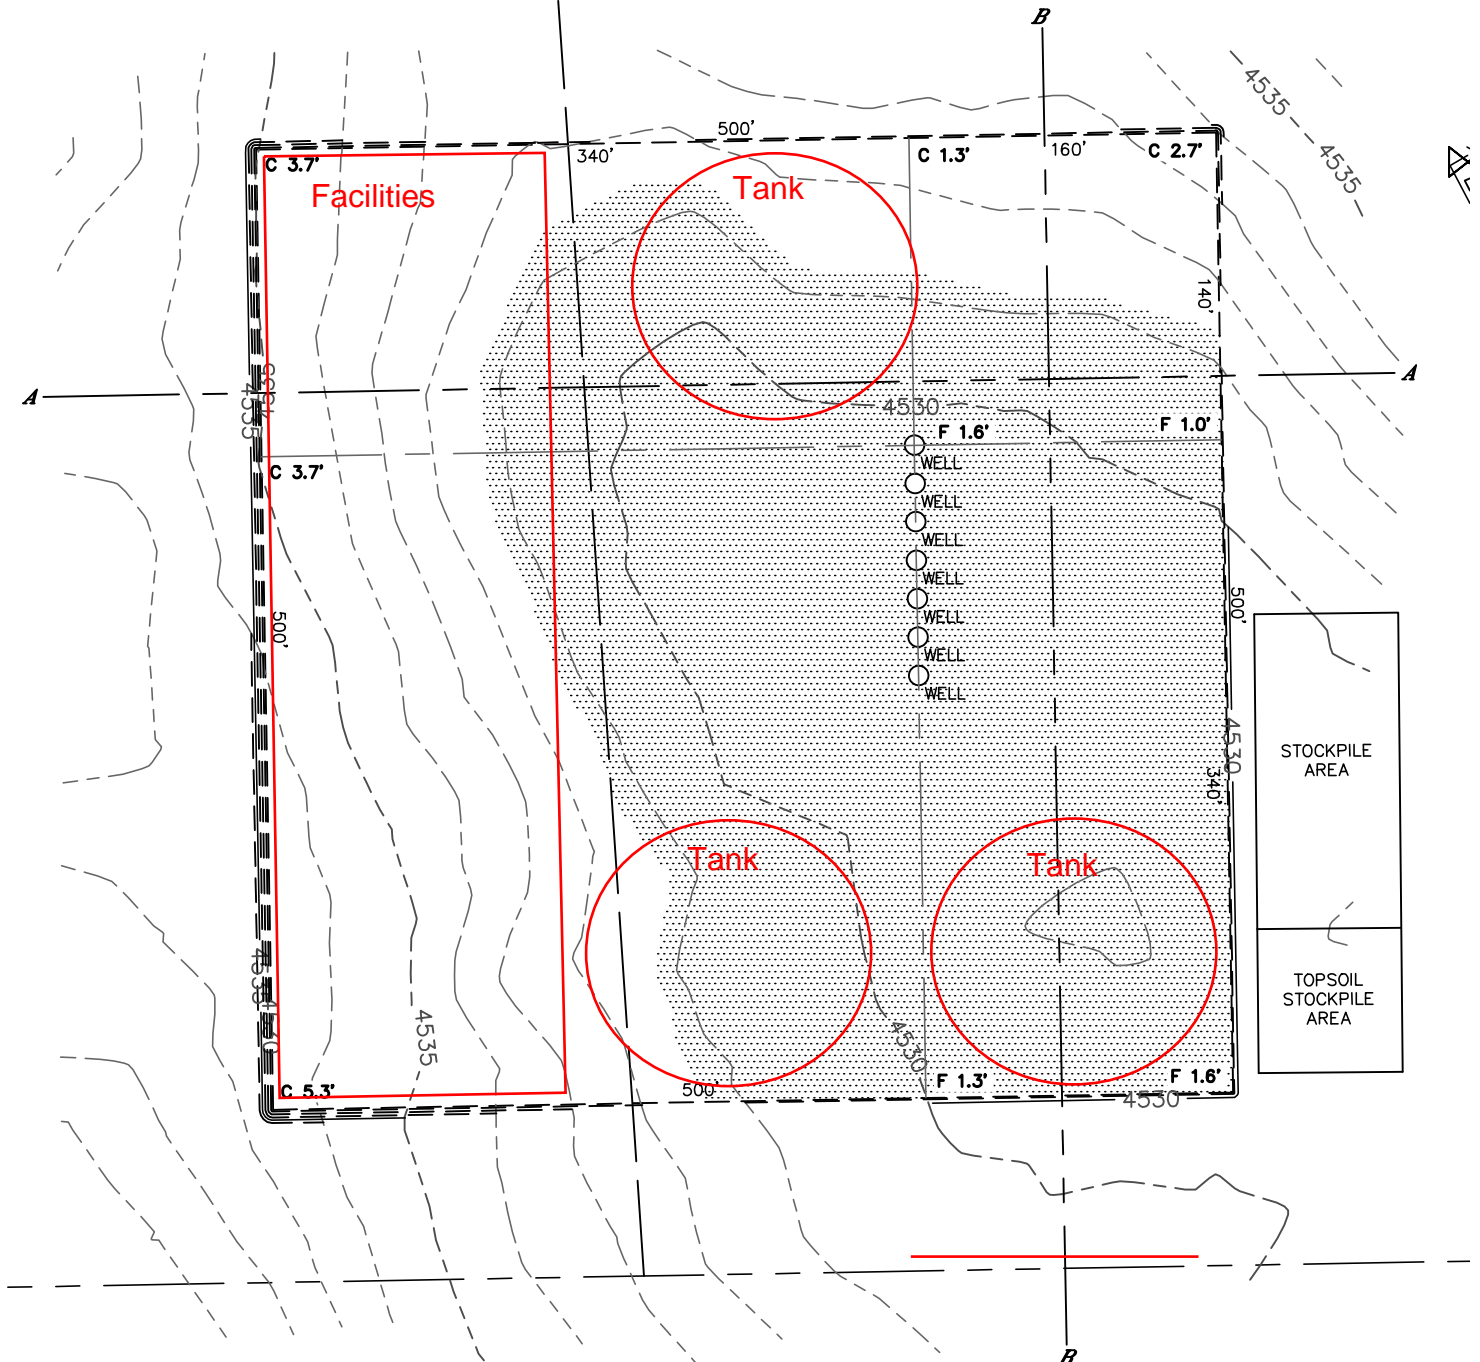 B
4535
4535
500'
340'
C 1.3'
160'
C 2.7'
C 3.7'
Facilities
Tank
140'
A
A
4535
4530
F 1.6'
F 1.0'
C 3.7'
WELL
WELL
WELL
WELL
WELL
WELL
WELL
500'
500'
4530
340'
STOCKPILE
AREA
Tank
Tank
4535
TOPSOIL
STOCKPILE
AREA
4535
4530
C 5.3'
500'
F 1.3'
F 1.6'
4530
B